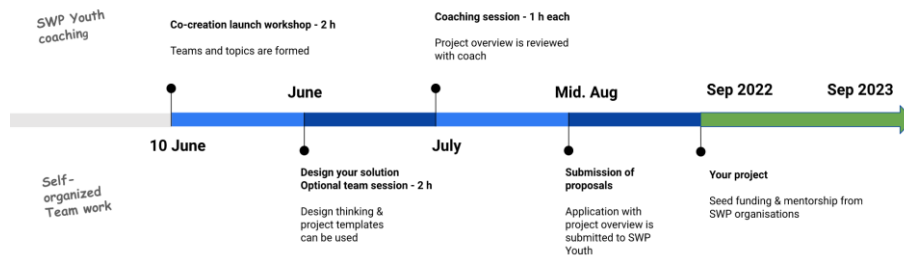 SWP Youth
coaching
Co-creation launch workshop - 2 h
Teams and topics are formed
Coaching session - 1 h each
Project overview is reviewed
with coach
June
Mid. Aug
Sep 2022
Sep 2023
10 June
July
Self-
organized
Team work
Design your solution
Optional team session - 2 h
Design thinking &
project templates
can be used
Submission of
proposals
Application with
project overview is
submitted to SWP
Youth
Your project
Seed funding & mentorship from
SWP organisations